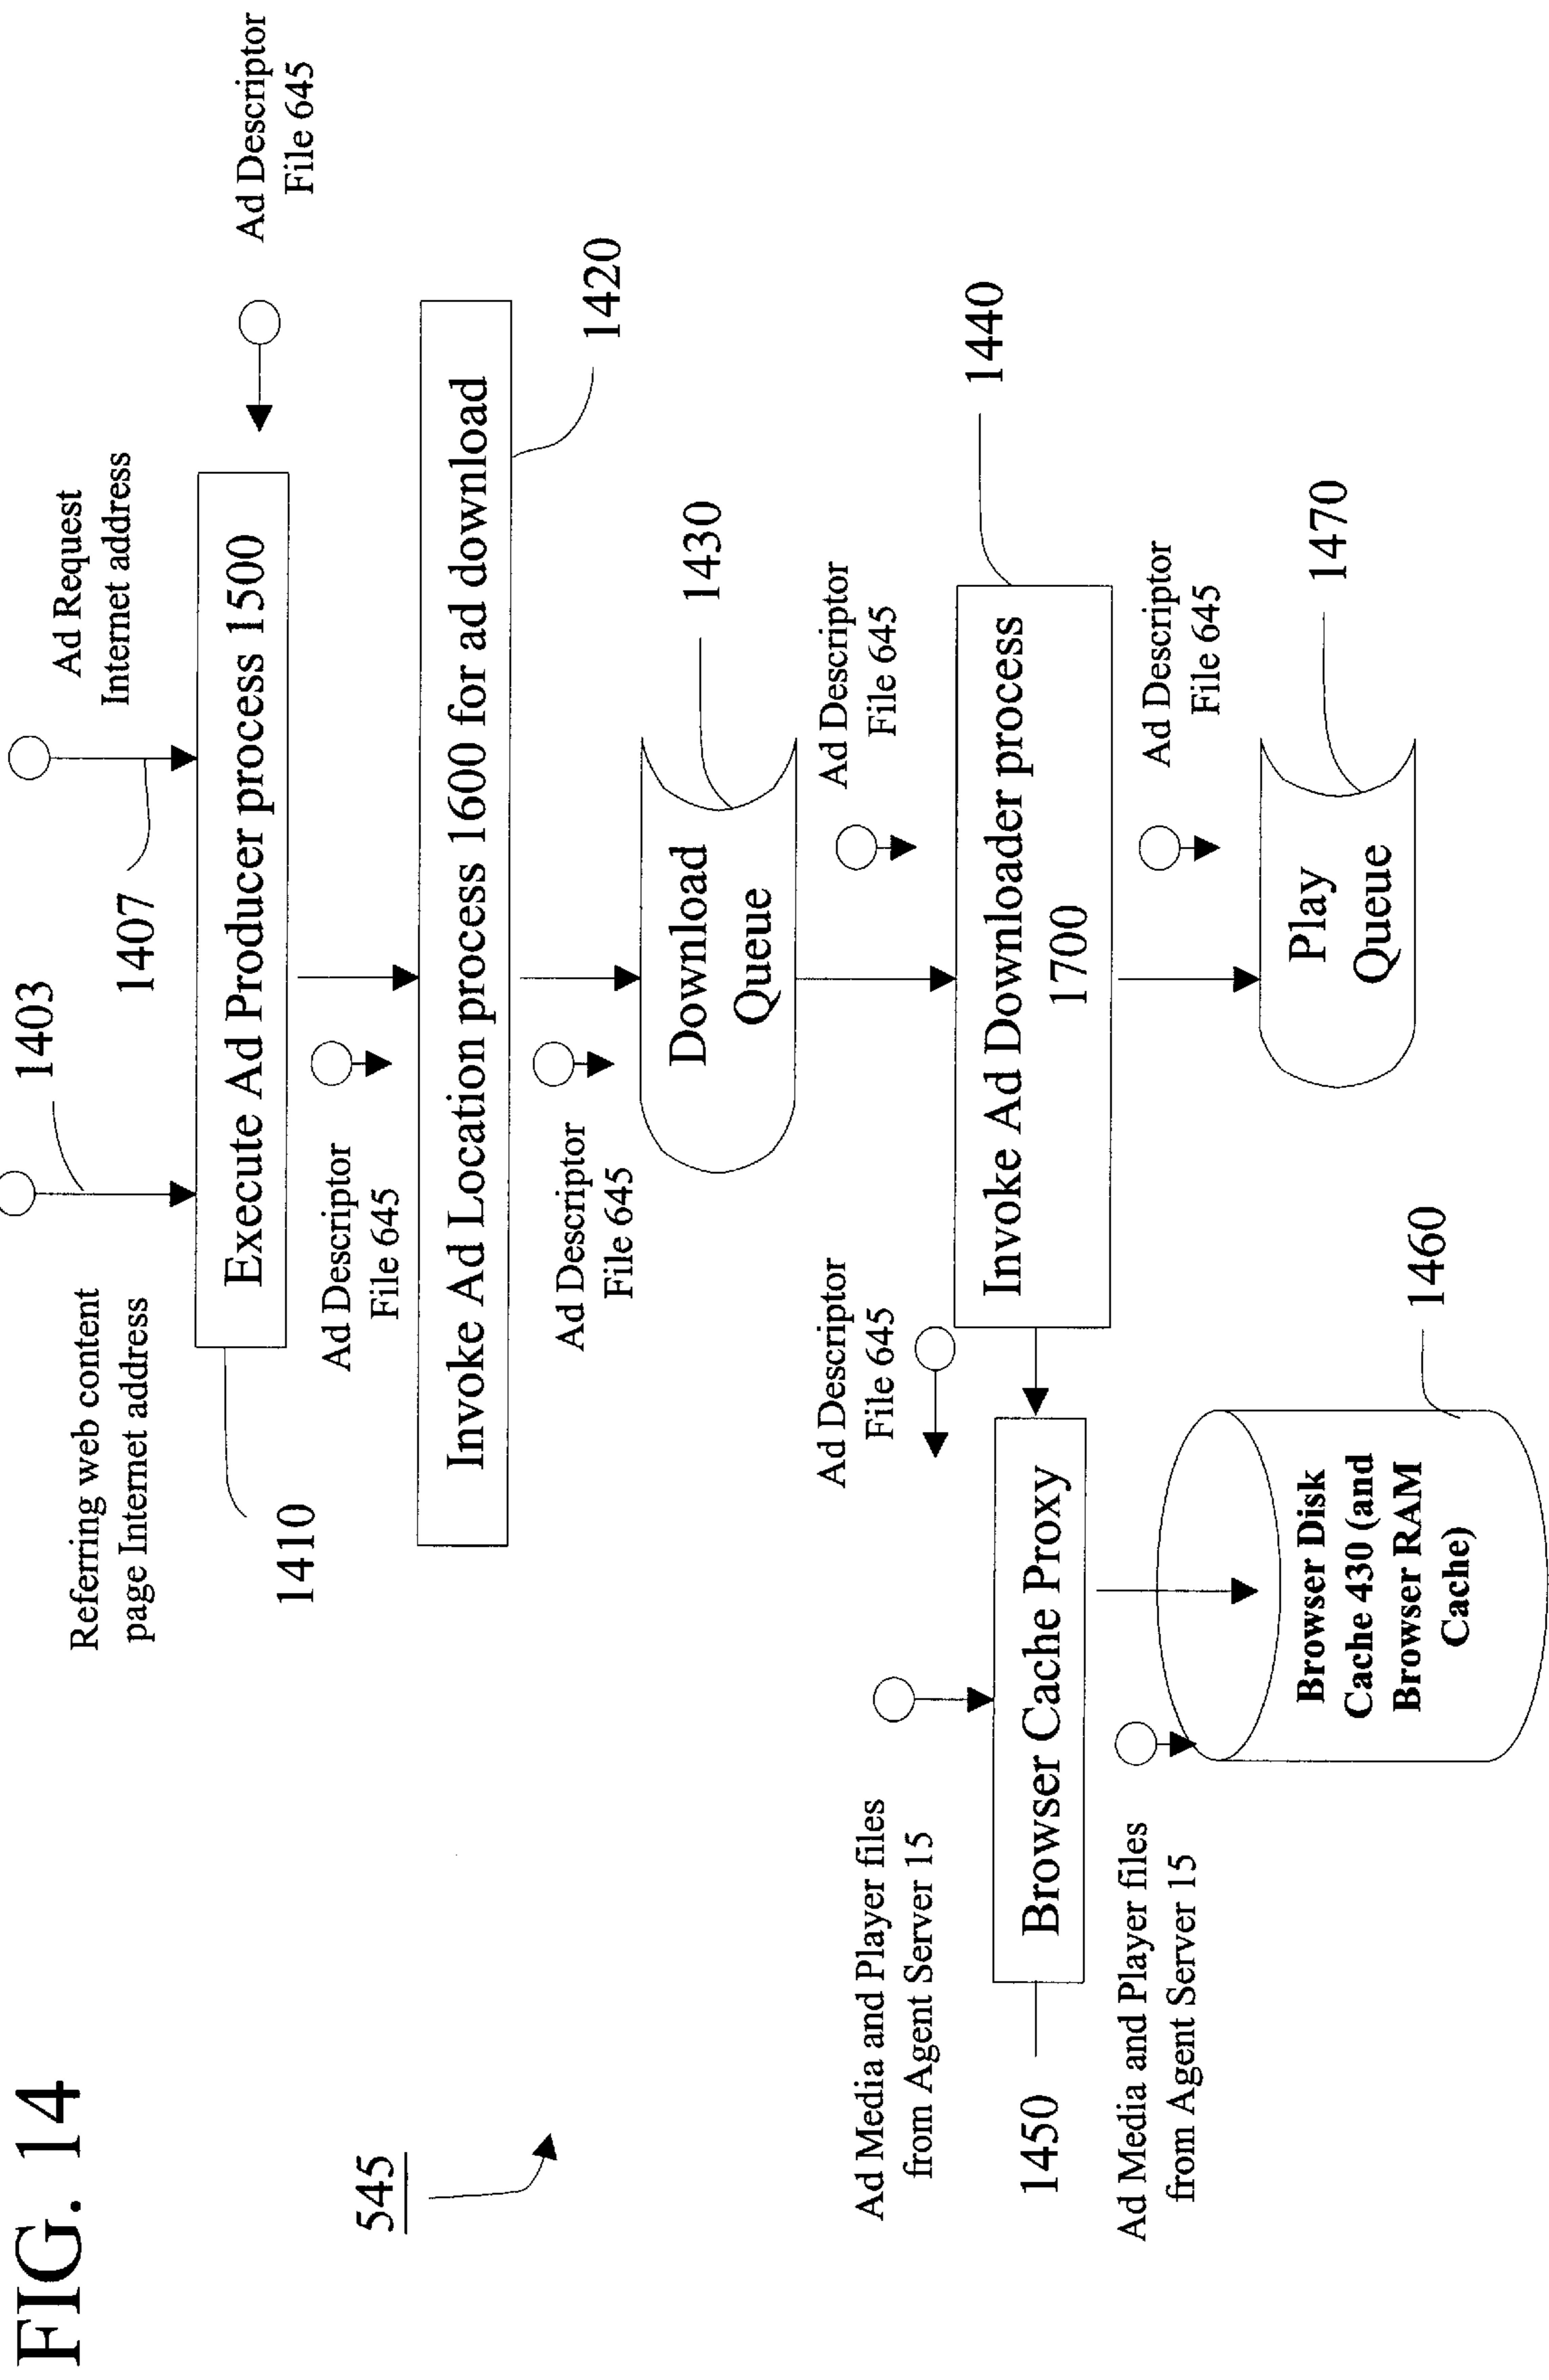 FIG. 14
545
Referring web content
page Internet address
1403
1407
Ad Request
Internet address
Execute Ad Producer process 1500
1410
Ad Descriptor
File 645
Ad Descriptor
File 645
Invoke Ad Location process 1600 for ad download
1420
Ad Descriptor
File 645
Download
Queue
1430
Ad Descriptor
File 645
Ad Descriptor
File 645
Invoke Ad Downloader process
1700
1440
Ad Media and Player files
from Agent Server 15
Browser Cache Proxy
1450
Ad Media and Player files
from Agent Server 15
Browser Disk
Cache 430 (and
Browser RAM
Cache)
1460
Ad Descriptor
File 645
Play
Queue
1470